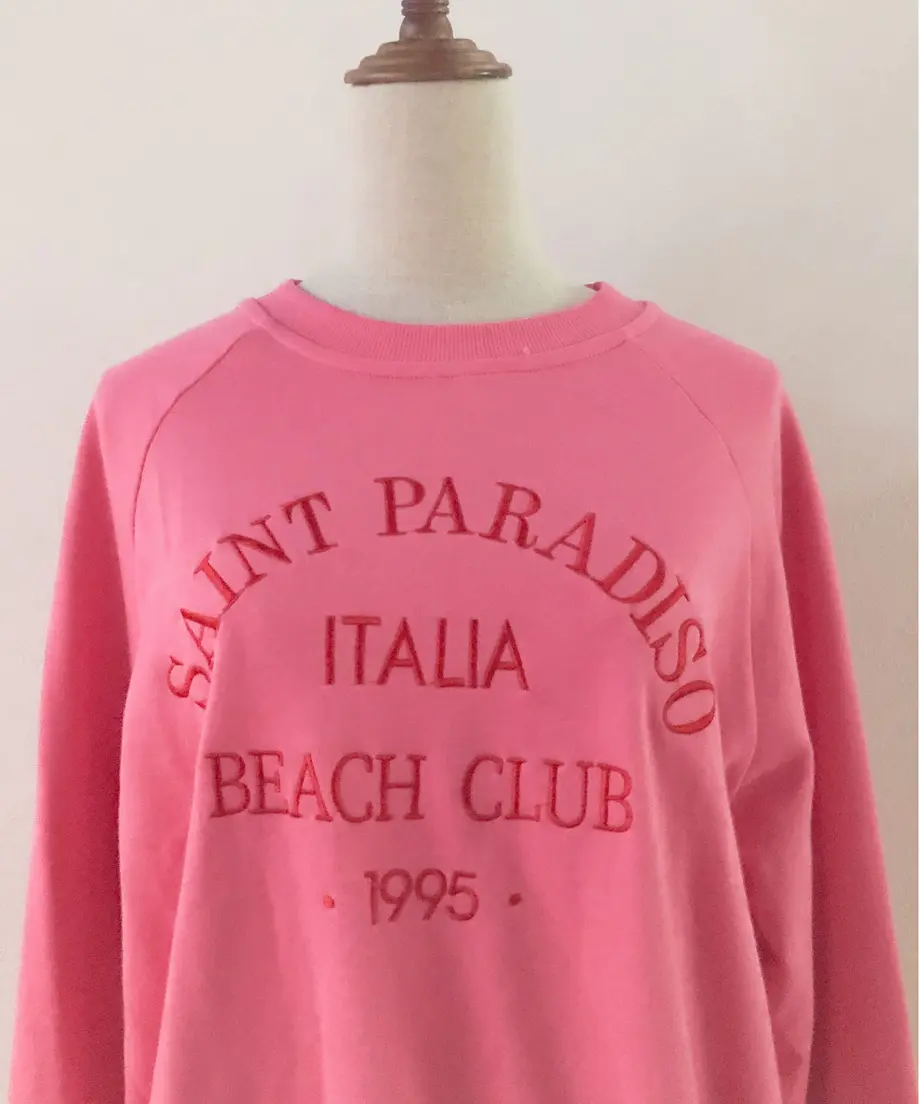 SAINT PARADISO
ITALIA
BEACH CLUB
· 1995 ·